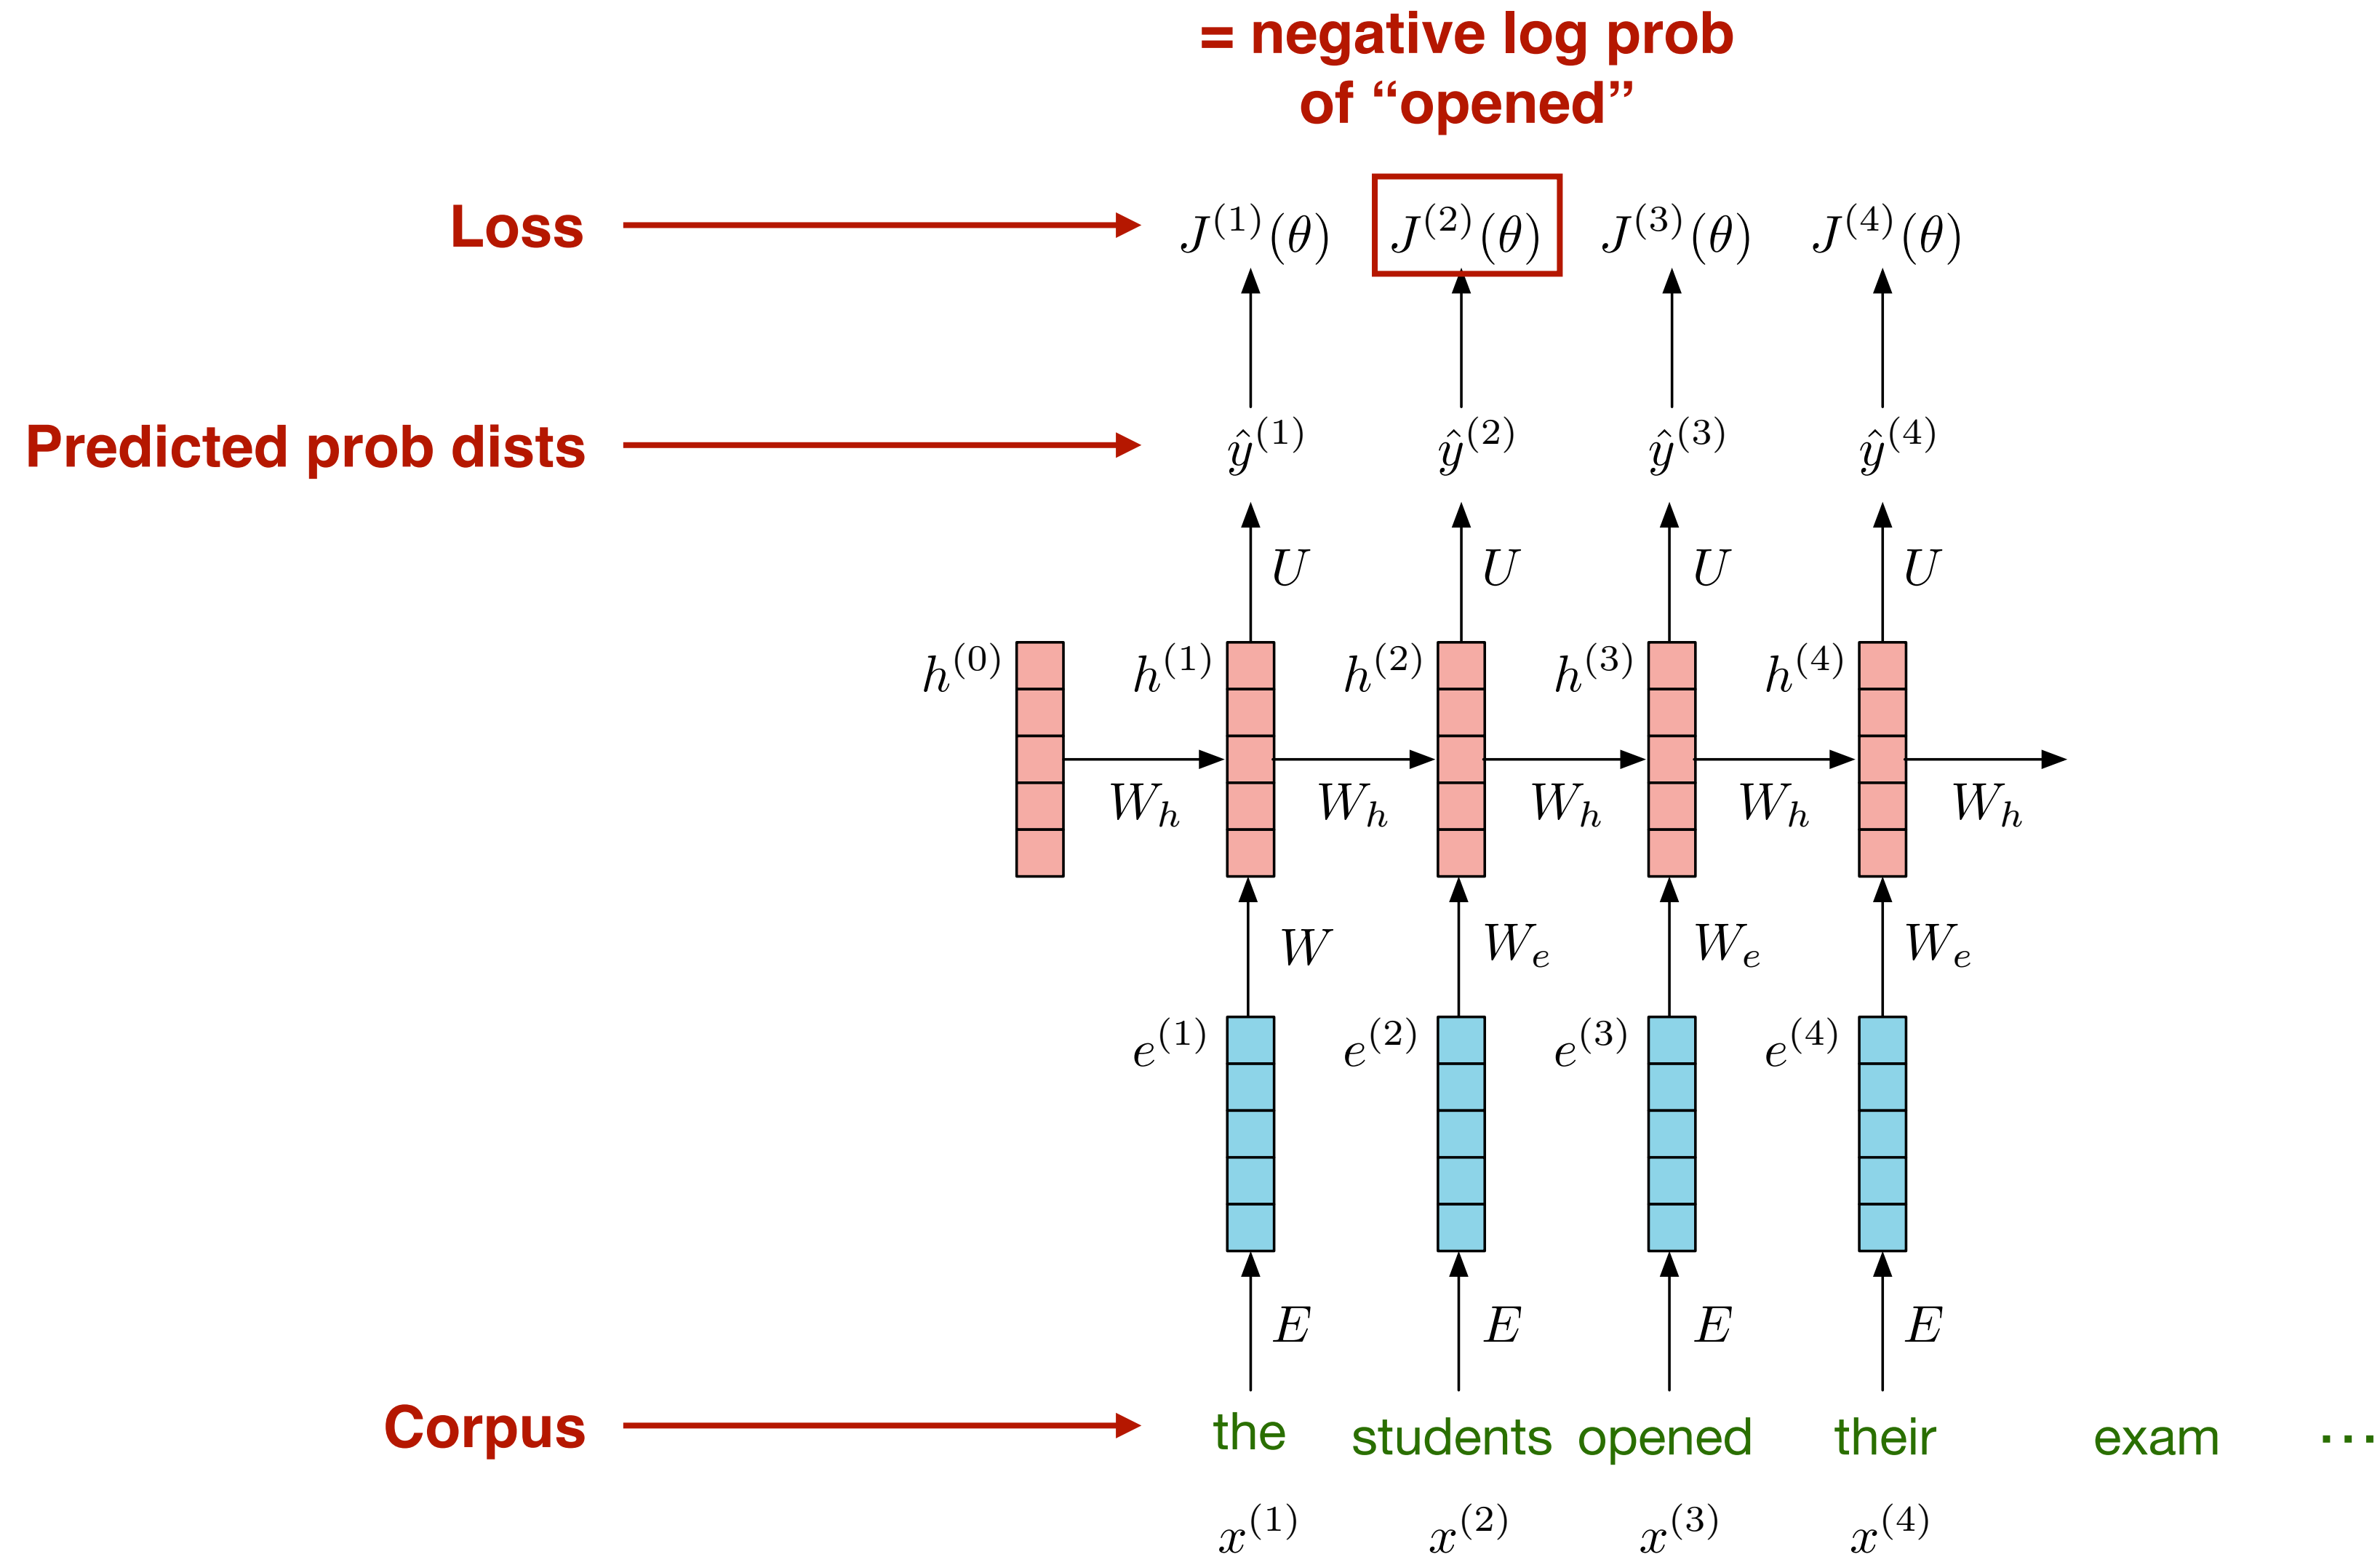 = negative log prob
of “opened”
Loss J^{(1)}(θ) J^{(2)}(θ) J^{(3)}(θ) J^{(4)}(θ)
Predicted prob dists ŷ^{(1)} ŷ^{(2)} ŷ^{(3)} ŷ^{(4)}
U U U U
h^{(0)} h^{(1)} h^{(2)} h^{(3)} h^{(4)}
W_h W_h W_h W_h W_h
W W_e W_e W_e
e^{(1)} e^{(2)} e^{(3)} e^{(4)}
E E E E
Corpus the students opened their exam ...
x^{(1)} x^{(2)} x^{(3)} x^{(4)}